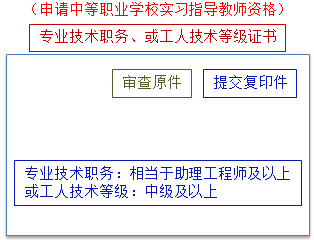 （申请中等职业学校实习指导教师资格）
专业技术职务、或工人技术等级证书
审查原件
提交复印件
专业技术职务：相当于助理工程师及以上
或工人技术等级：中级及以上